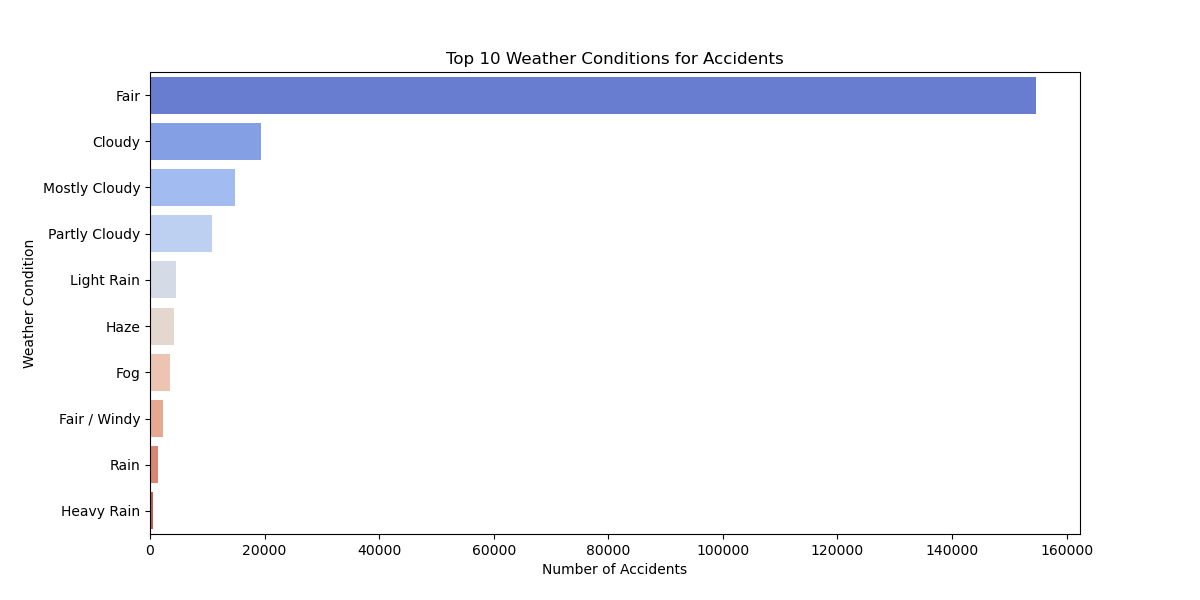 Top 10 Weather Conditions for Accidents
Weather Condition
Fair
Cloudy
Mostly Cloudy
Partly Cloudy
Light Rain
Haze
Fog
Fair / Windy
Rain
Heavy Rain
0 20000 40000 60000 80000 100000 120000 140000 160000
Number of Accidents